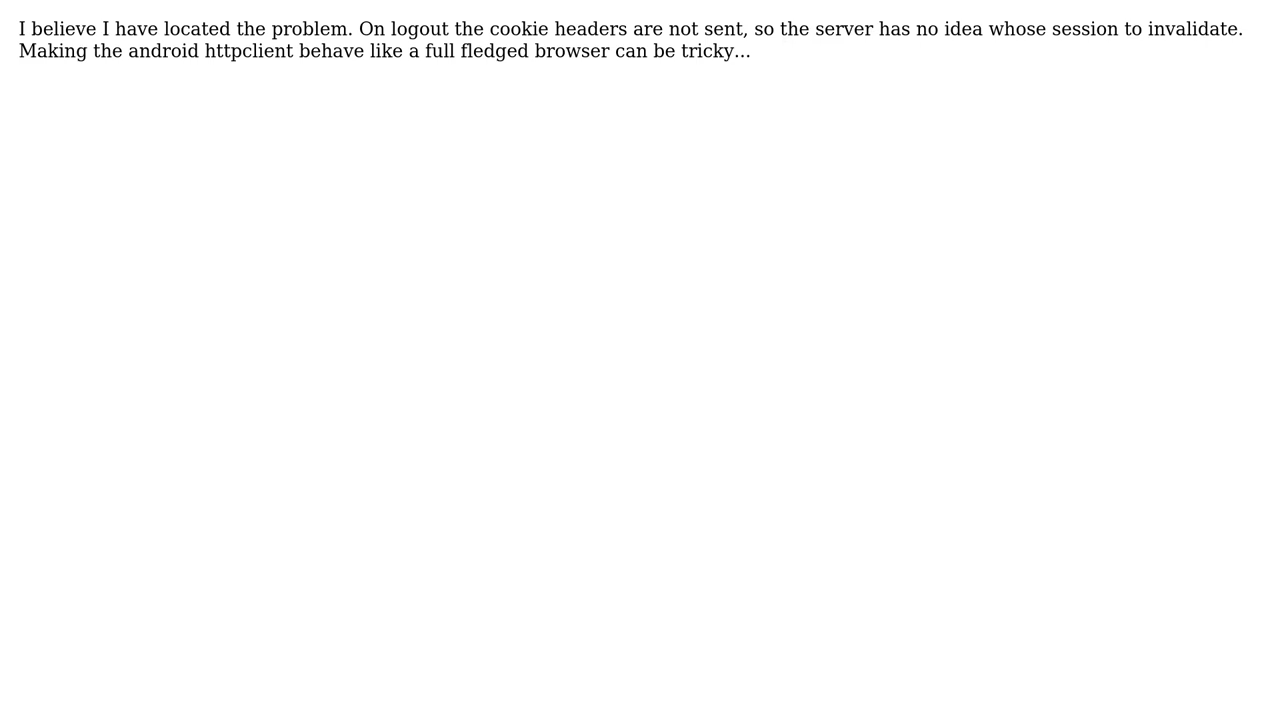 I believe I have located the problem. On logout the cookie headers are not sent, so the server has no idea whose session to invalidate.
Making the android httpclient behave like a full fledged browser can be tricky...